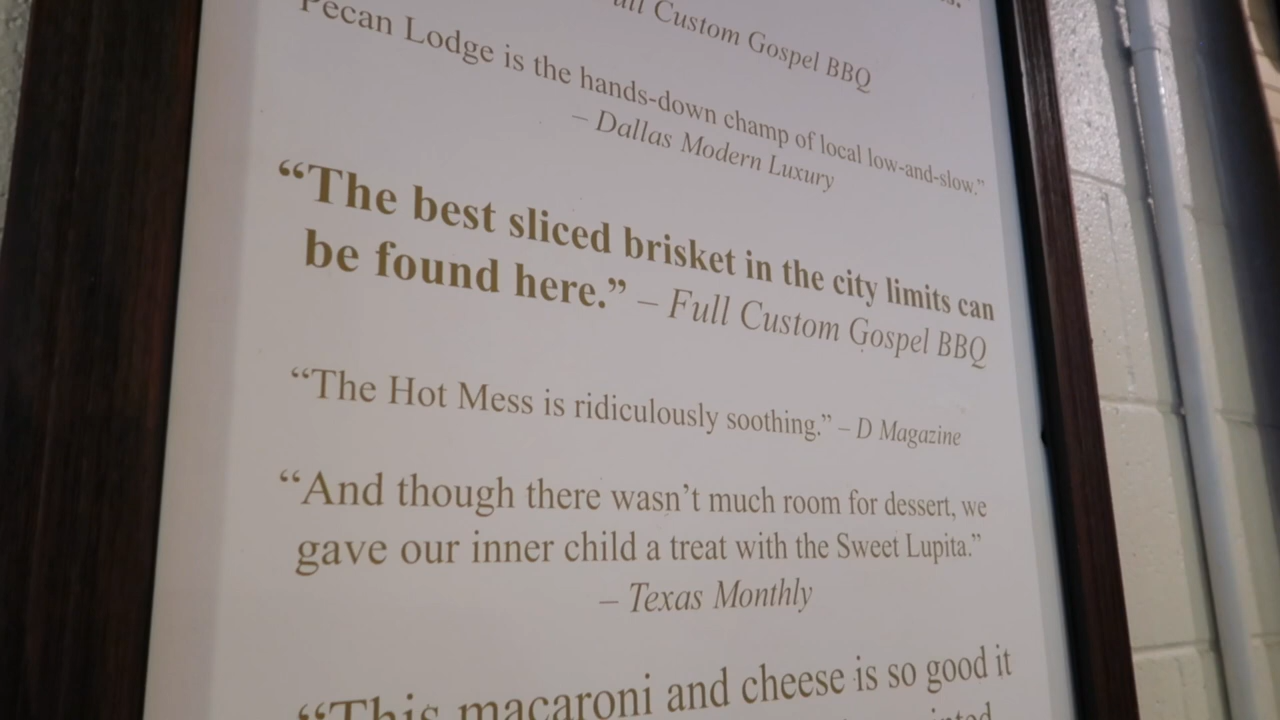 Full Custom Gospel BBQ
Pecan Lodge is the hands-down champ of local low-and-slow.”
– Dallas Modern Luxury
“The best sliced brisket in the city limits can
be found here.” – Full Custom Gospel BBQ
“The Hot Mess is ridiculously soothing.” – D Magazine
“And though there wasn’t much room for dessert, we
gave our inner child a treat with the Sweet Lupita.”
– Texas Monthly
“This macaroni and cheese is so good it